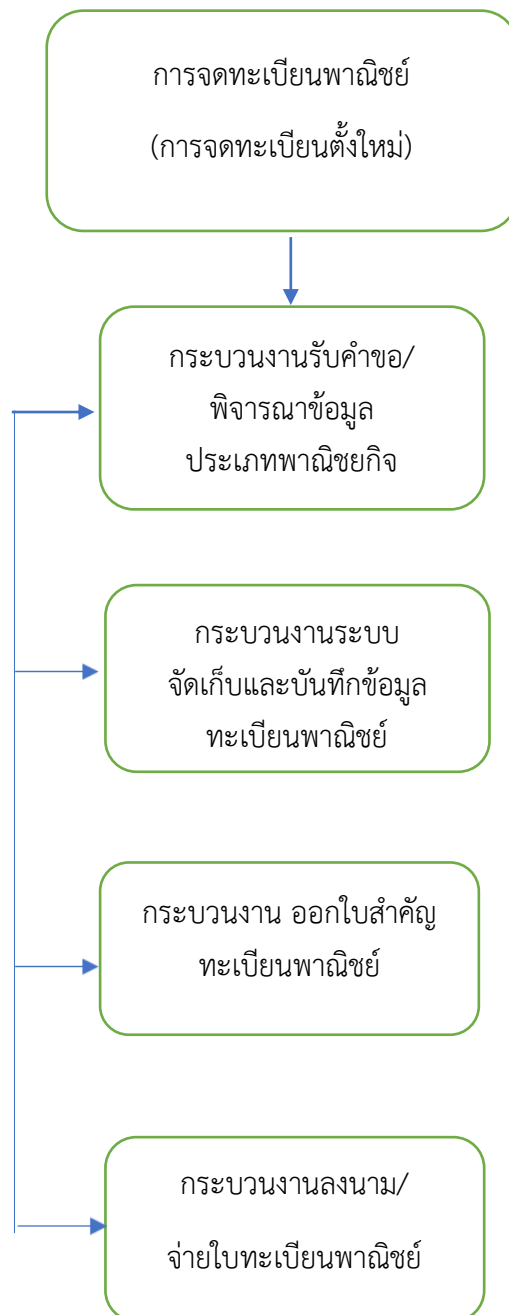 การจดทะเบียนพาณิชย์
(การจดทะเบียนตั้งใหม่)
กระบวนงานรับคำขอ/
พิจารณาข้อมูล
ประเภทพาณิชยกิจ
กระบวนงานระบบ
จัดเก็บและบันทึกข้อมูล
ทะเบียนพาณิชย์
กระบวนงาน ออกใบสำคัญ
ทะเบียนพาณิชย์
กระบวนงานลงนาม/
จ่ายใบทะเบียนพาณิชย์